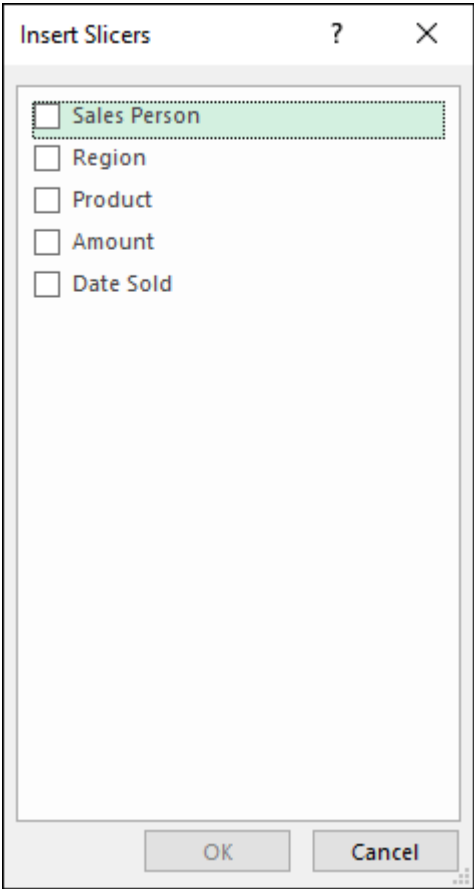 Insert Slicers ?
Sales Person
Region
Product
Amount
Date Sold
OK Cancel